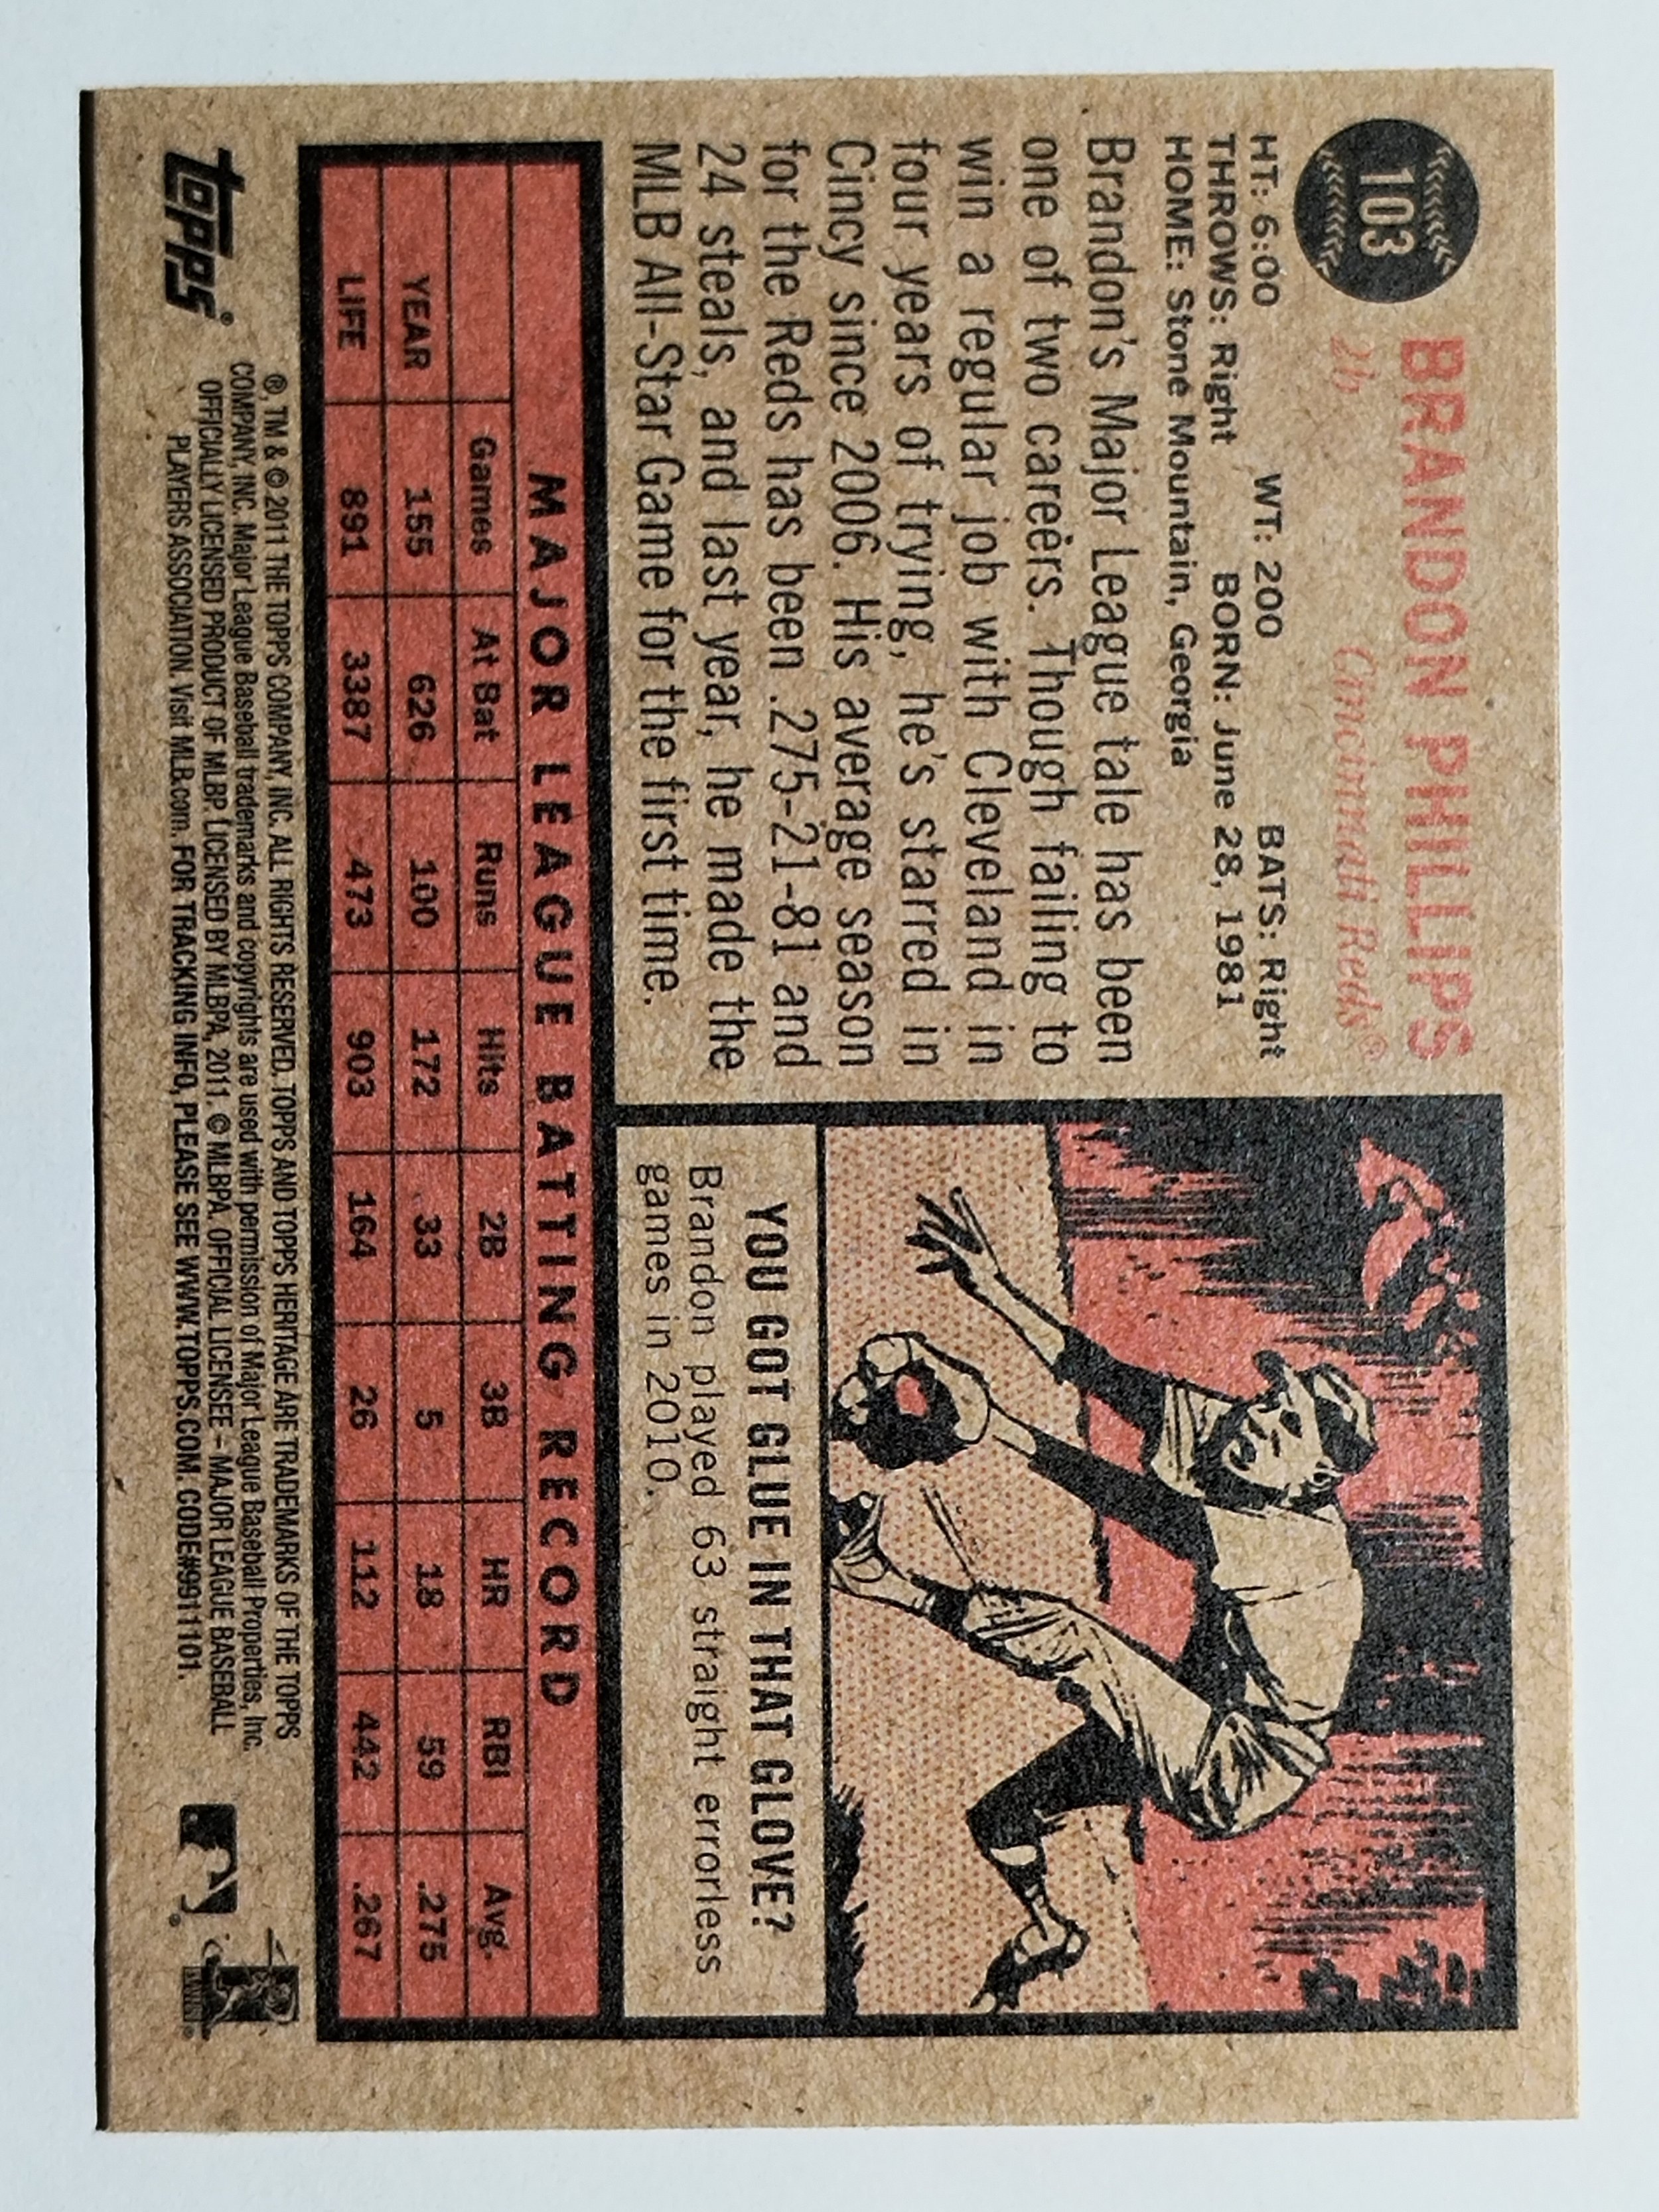 103
BRANDON PHILLIPS
2b Cincinnati Reds®
HT: 6:00 WT: 200 BATS: Right
THROWS: Right BORN: June 28, 1981
HOME: Stone Mountain, Georgia
Brandon's Major League tale has been
one of two careers. Though failing to
win a regular job with Cleveland in
four years of trying, he's starred in
Cincy since 2006. His average season
for the Reds has been .275-21-81 and
24 steals, and last year, he made the
MLB All-Star Game for the first time.
YOU GOT GLUE IN THAT GLOVE?
Brandon played 63 straight errorless
games in 2010.
MAJOR LEAGUE BATTING RECORD
Games At Bat Runs Hits 2B 3B HR RBI Avg.
YEAR 155 626 100 172 33 5 18 59 .275
LIFE 891 3387 473 903 164 26 112 442 .267
topps®
®, TM & © 2011 THE TOPPS COMPANY, INC. ALL RIGHTS RESERVED. TOPPS AND TOPPS HERITAGE ARE TRADEMARKS OF THE TOPPS
COMPANY, INC. Major League Baseball trademarks and copyrights are used with permission of Major League Baseball Properties, Inc.
OFFICIALLY LICENSED PRODUCT OF MLBP. LICENSED BY MLBPA, 2011. © MLBPA, OFFICIAL LICENSEE – MAJOR LEAGUE BASEBALL
PLAYERS ASSOCIATION. Visit MLB.com. FOR TRACKING INFO, PLEASE SEE WWW.TOPPS.COM. CODE#9911101.